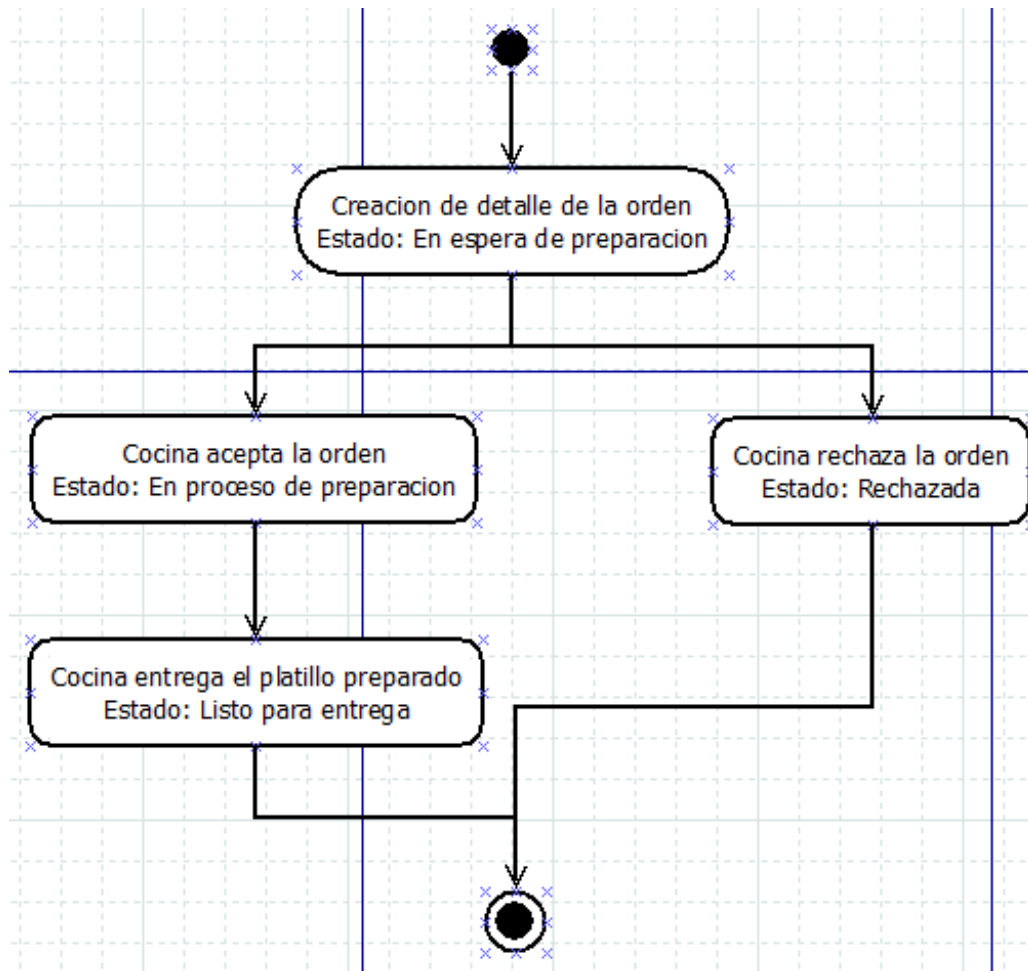 Creacion de detalle de la orden
Estado: En espera de preparacion
Cocina acepta la orden
Estado: En proceso de preparacion
Cocina rechaza la orden
Estado: Rechazada
Cocina entrega el platillo preparado
Estado: Listo para entrega